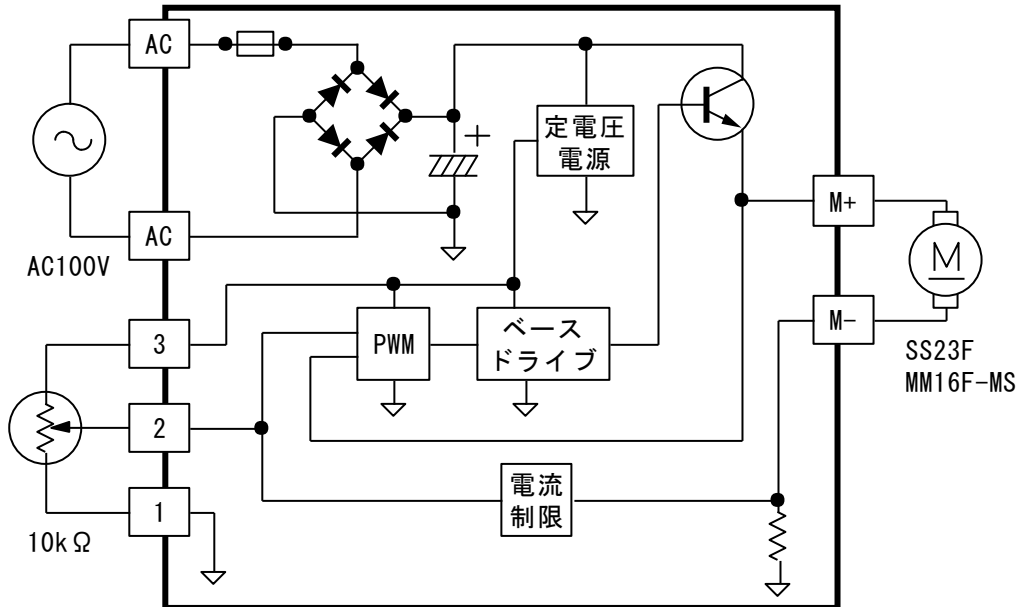 AC
AC
AC100V
定電圧
電源
M+
M
M-
SS23F
MM16F-MS
3
PWM
ベース
ドライブ
2
1
10kΩ
電流
制限